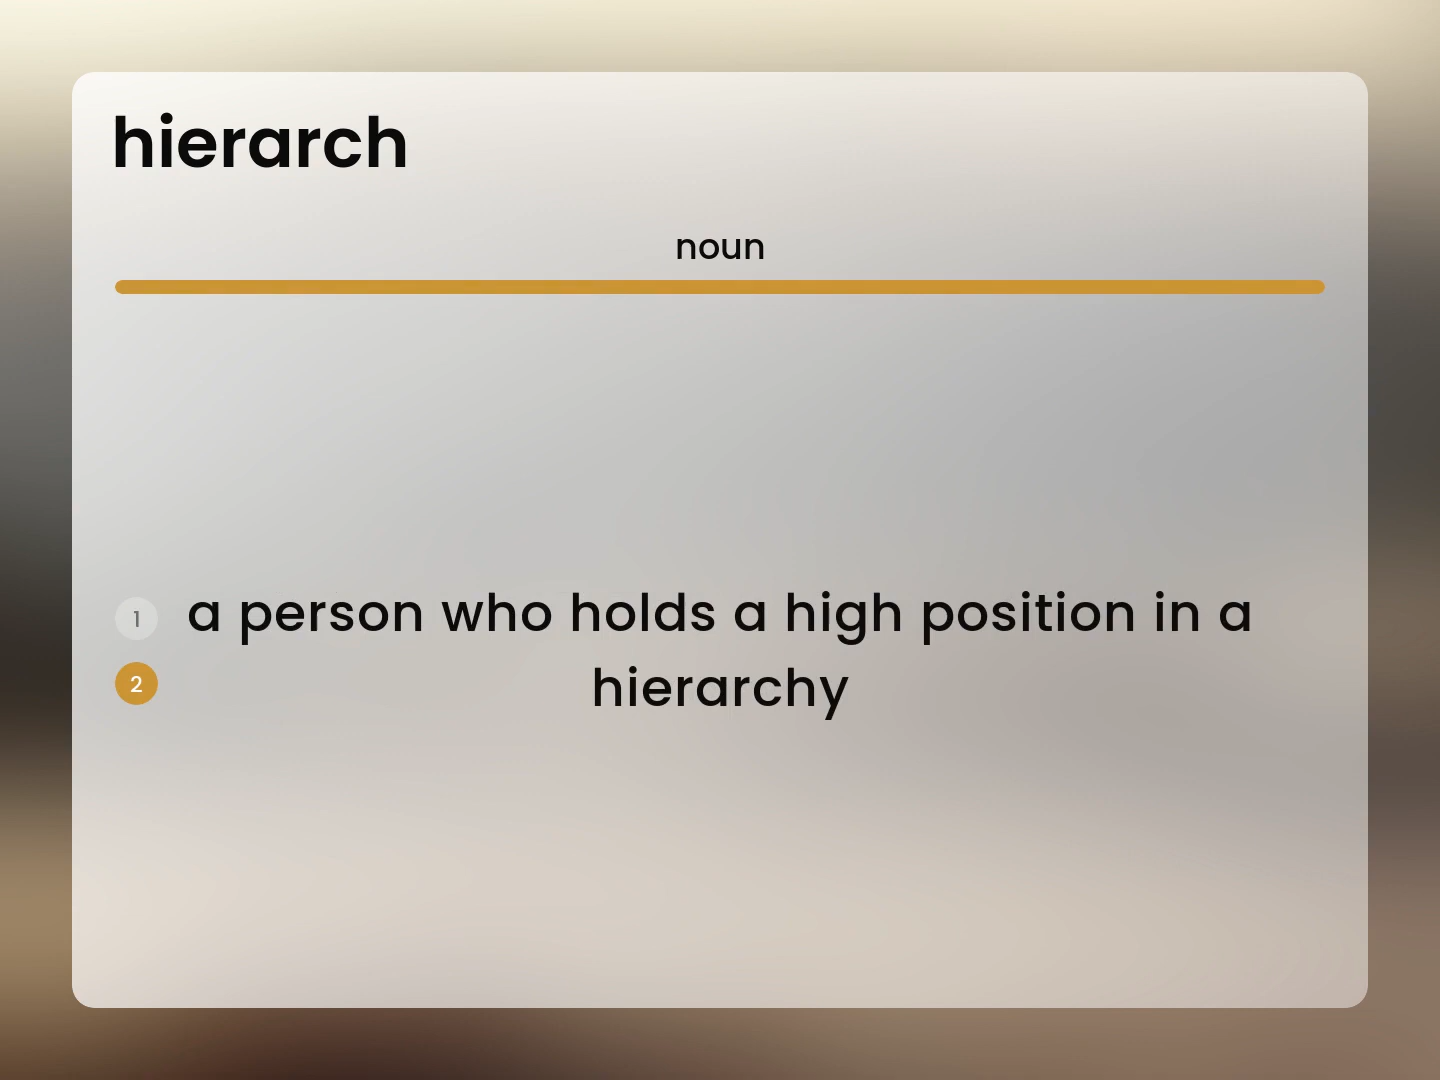 hierarch
noun
1
a person who holds a high position in a
2
hierarchy